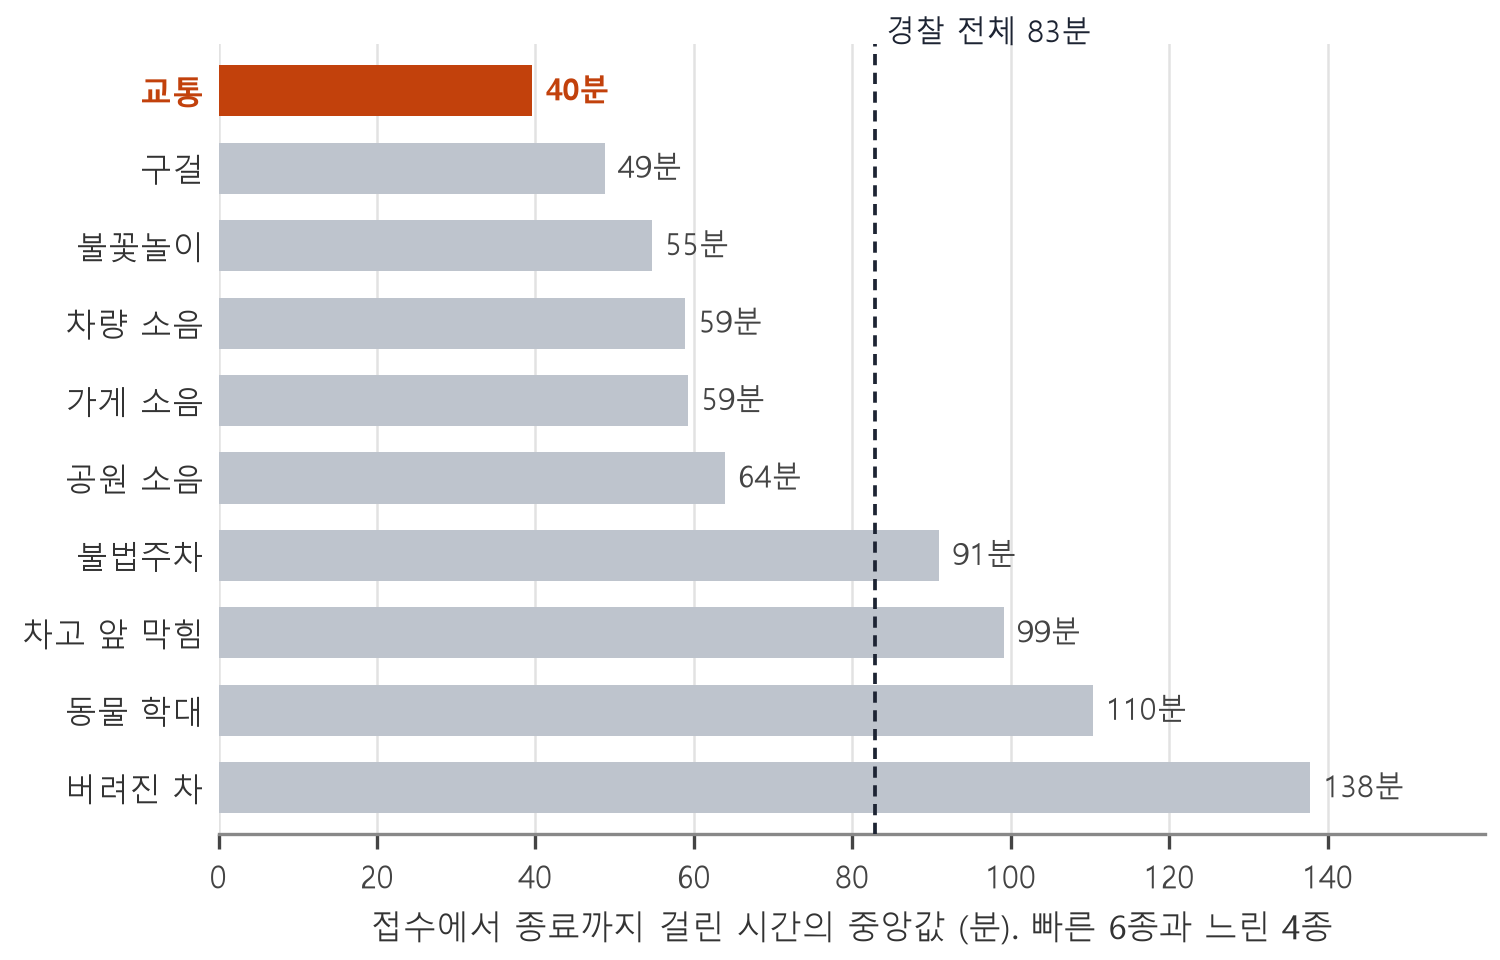 경찰 전체 83분
교통 40분
구걸 49분
불꽃놀이 55분
차량 소음 59분
가게 소음 59분
공원 소음 64분
불법주차 91분
차고 앞 막힘 99분
동물 학대 110분
버려진 차 138분
0 20 40 60 80 100 120 140
접수에서 종료까지 걸린 시간의 중앙값 (분). 빠른 6종과 느린 4종